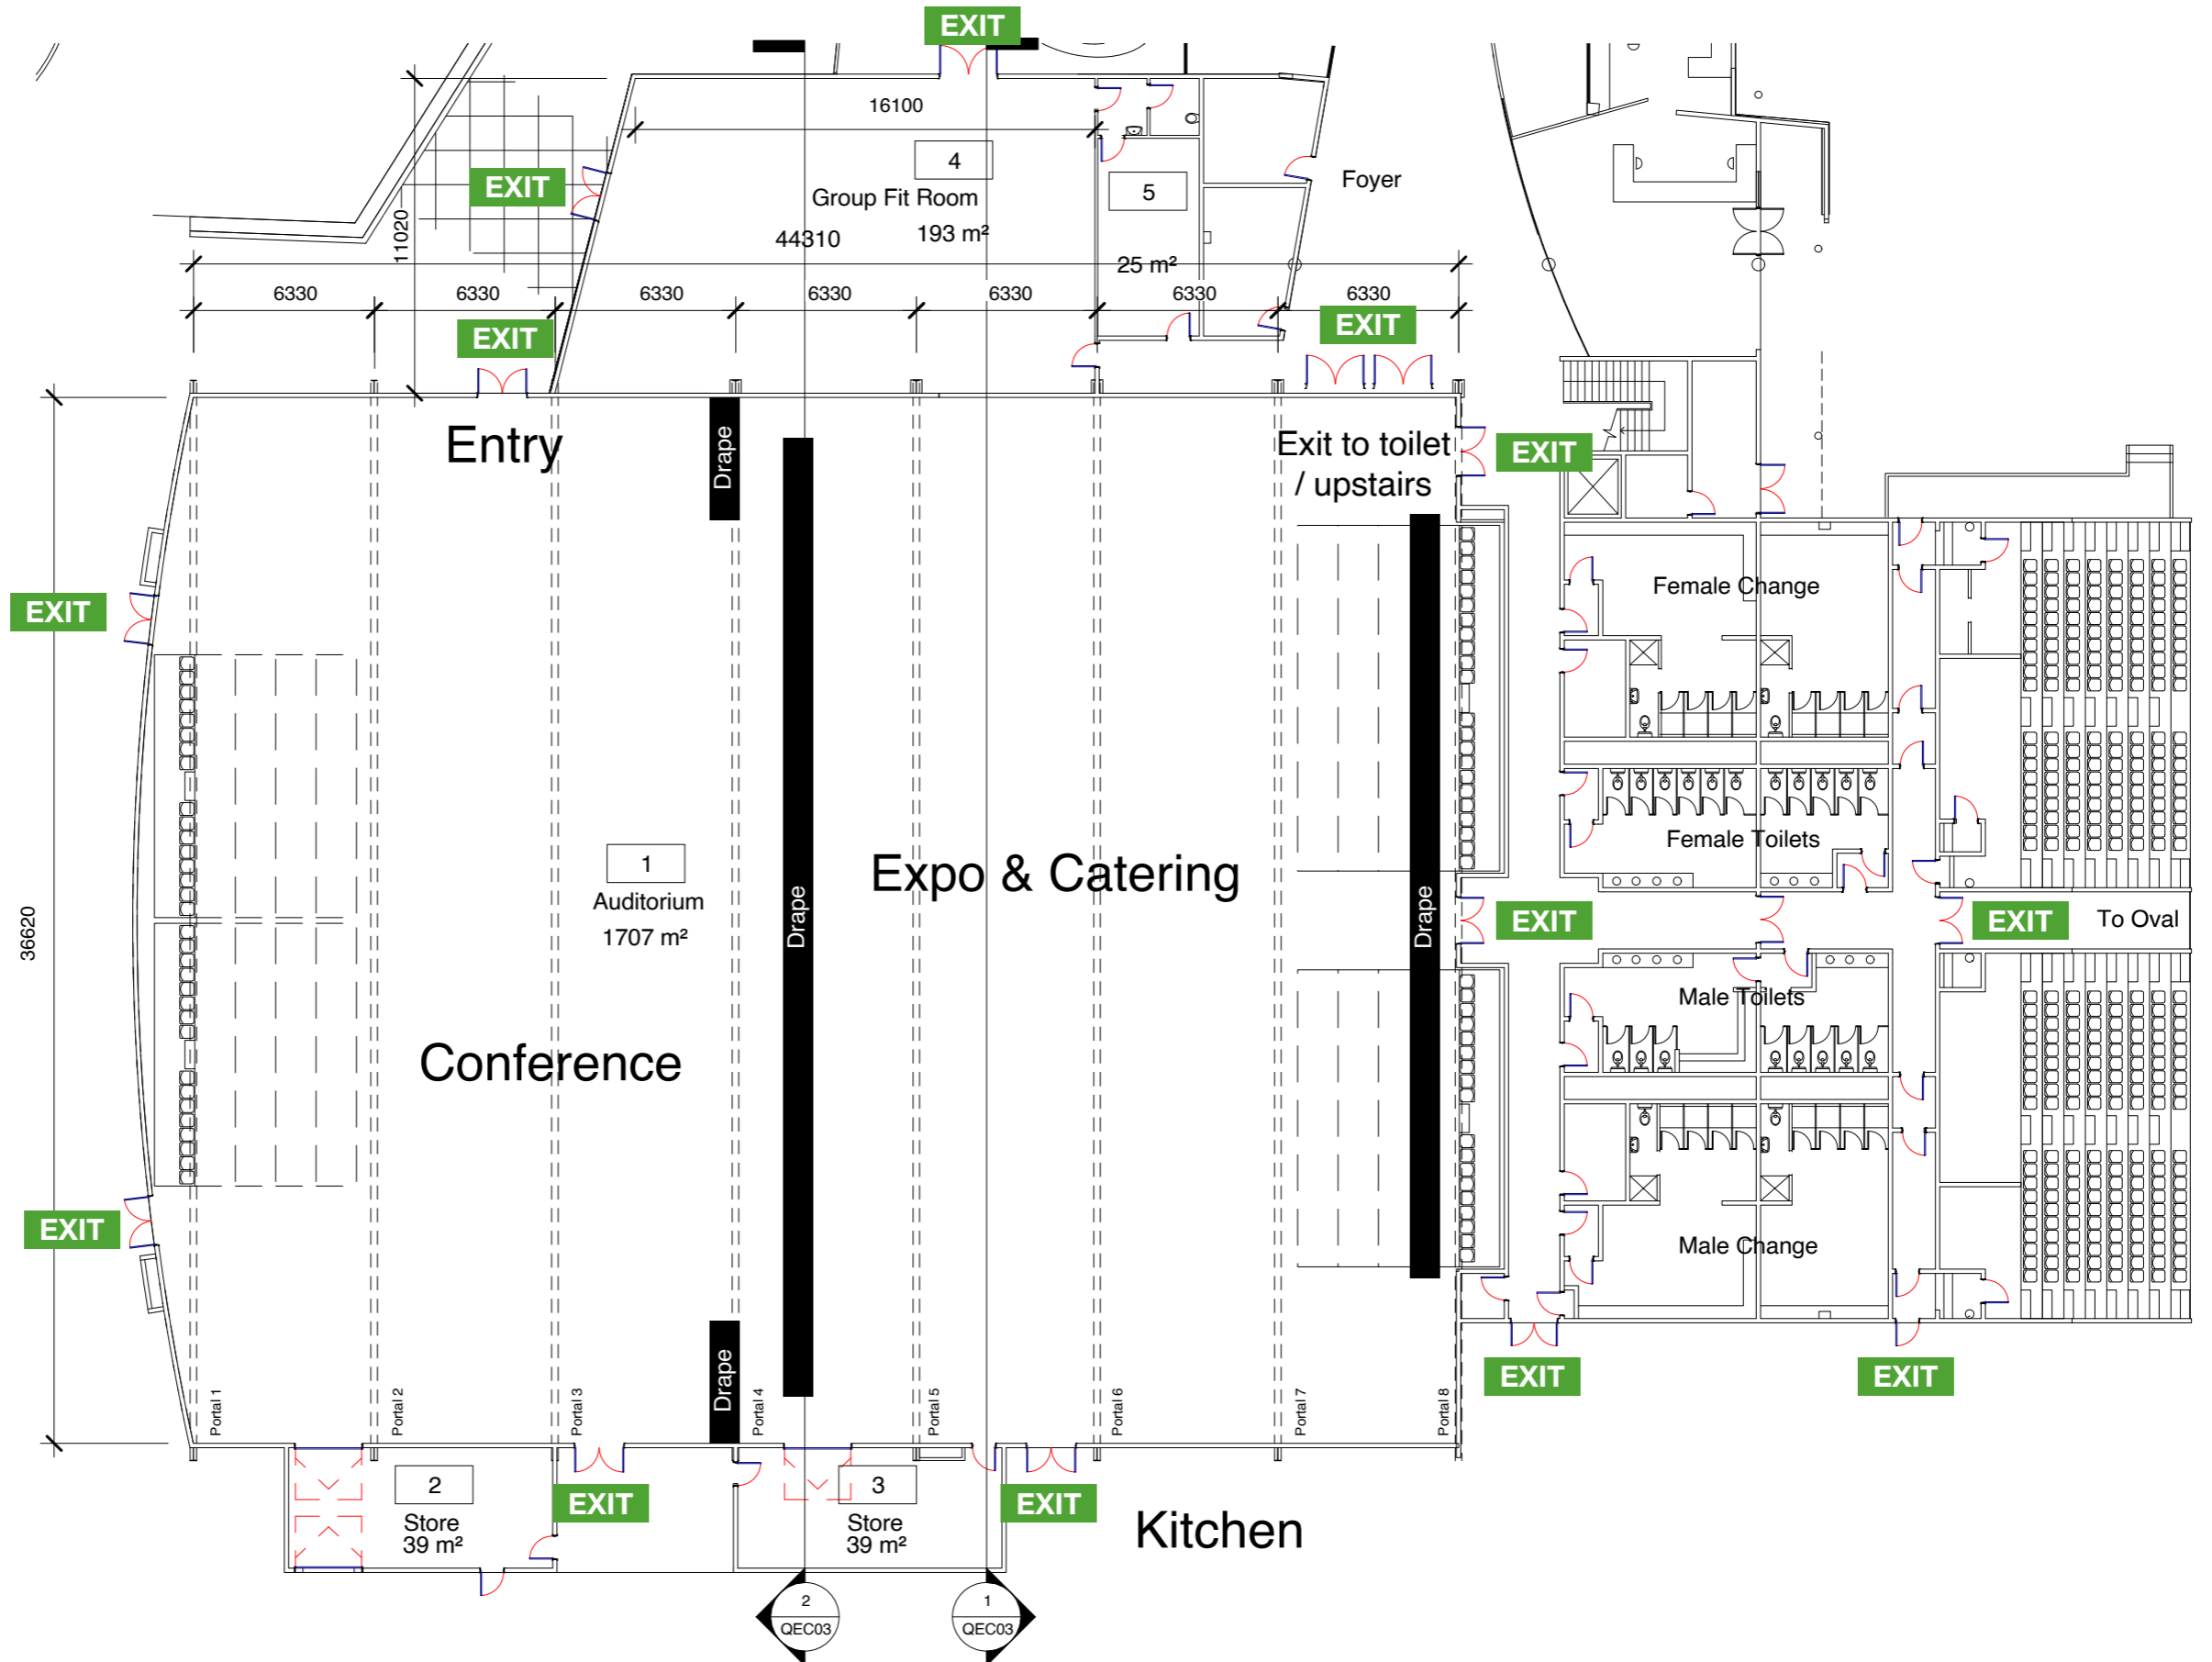 EXIT
16100
4
Group Fit Room
193 m²
EXIT
5
Foyer
11020
44310
25 m²
6330
6330
6330
6330
6330
6330
6330
EXIT
EXIT
Entry
Drape
Exit to toilet
/ upstairs
EXIT
EXIT
Female Change
36620
1
Auditorium
1707 m²
Drape
Expo & Catering
Drape
Female Toilets
EXIT
EXIT
To Oval
Male Toilets
Conference
EXIT
Male Change
Drape
EXIT
EXIT
Portal 1
Portal 2
Portal 3
Portal 4
Portal 5
Portal 6
Portal 7
Portal 8
2
Store
39 m²
EXIT
3
Store
39 m²
EXIT
Kitchen
2
QEC03
1
QEC03